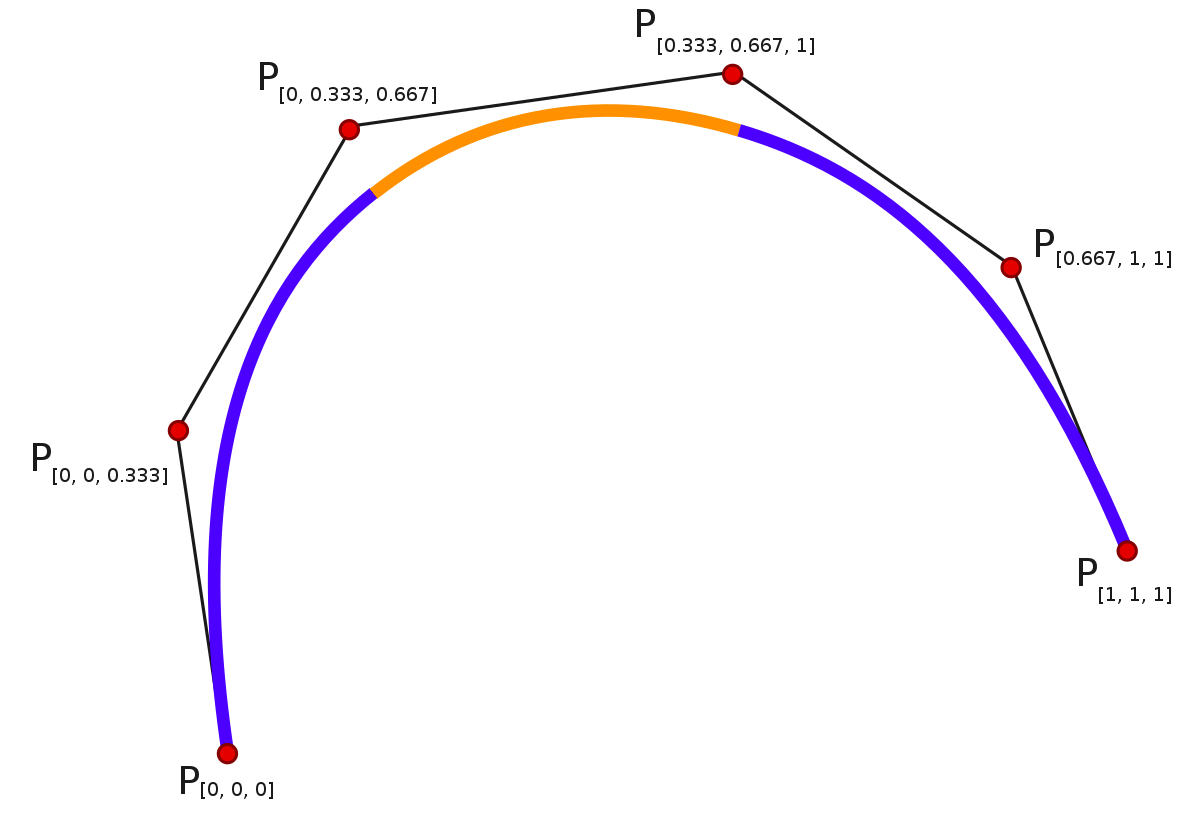 P[0.333, 0.667, 1]
P[0, 0.333, 0.667]
P[0.667, 1, 1]
P[0, 0, 0.333]
P[1, 1, 1]
P[0, 0, 0]